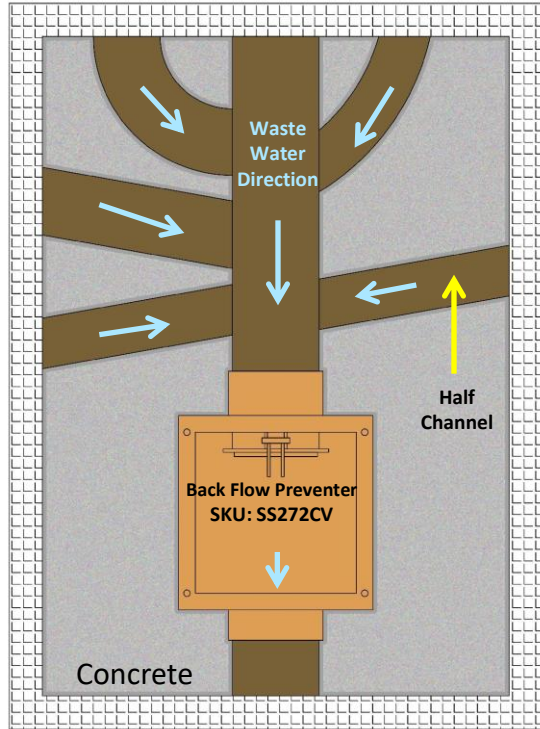 Waste
Water
Direction
Half
Channel
Back Flow Preventer
SKU: SS272CV
Concrete